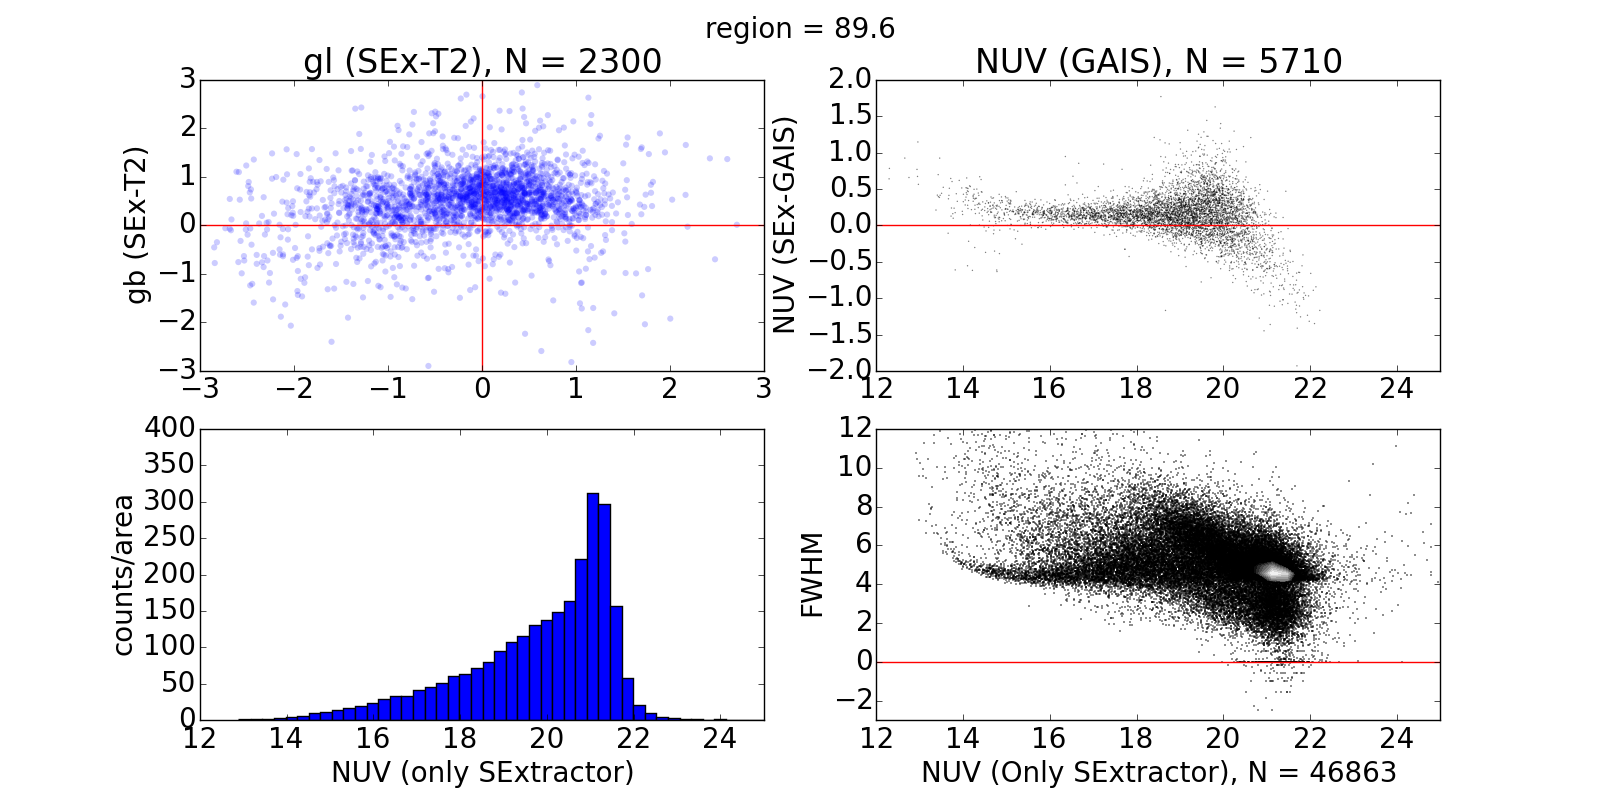 region = 89.6
gl (SEx-T2), N = 2300
NUV (GAIS), N = 5710
3
2
1
0
−1
−2
−3
gb (SEx-T2)
−3 −2 −1 0 1 2 3
2.0
1.5
1.0
0.5
0.0
−0.5
−1.0
−1.5
−2.0
NUV (SEx-GAIS)
12 14 16 18 20 22 24
400
350
300
250
200
150
100
50
0
counts/area
12 14 16 18 20 22 24
NUV (only SExtractor)
12
10
8
6
4
2
0
−2
FWHM
12 14 16 18 20 22 24
NUV (Only SExtractor), N = 46863